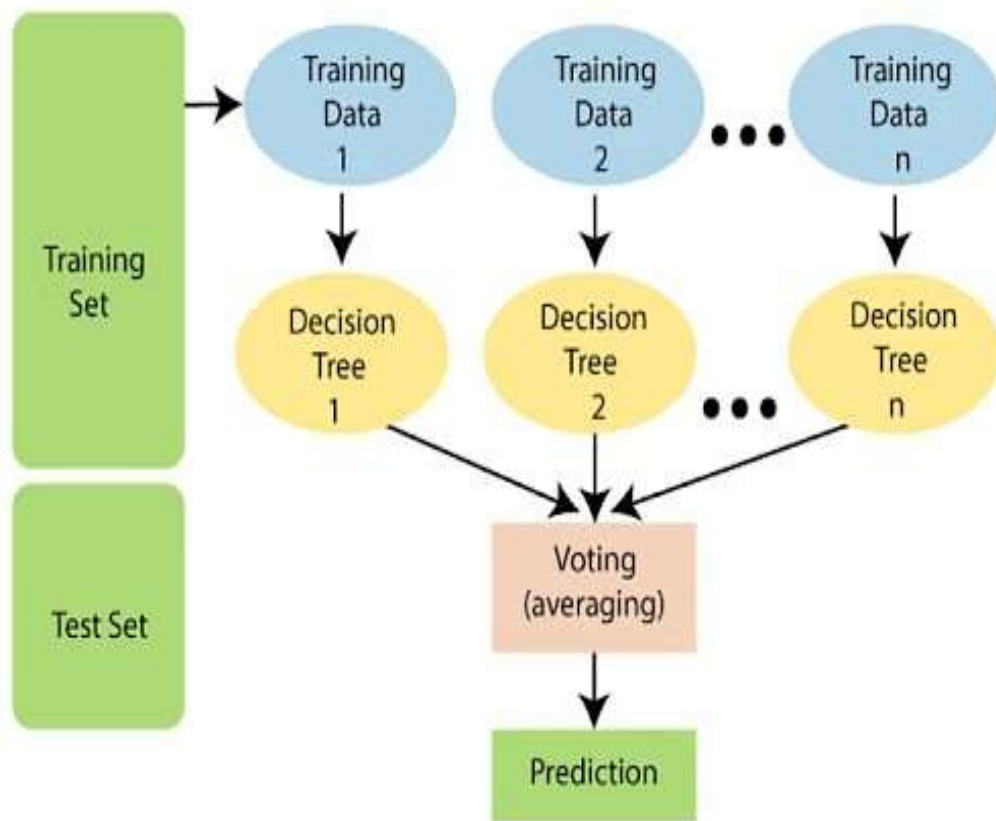 Training
Set
Test Set
Training
Data
1
Training
Data
2
Training
Data
n
Decision
Tree
1
Decision
Tree
2
Decision
Tree
n
Voting
(averaging)
Prediction